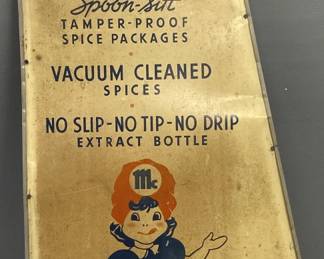 Spoon-Sift
TAMPER-PROOF
SPICE PACKAGES
VACUUM CLEANED
SPICES
NO SLIP-NO TIP-NO DRIP
EXTRACT BOTTLE
Mc